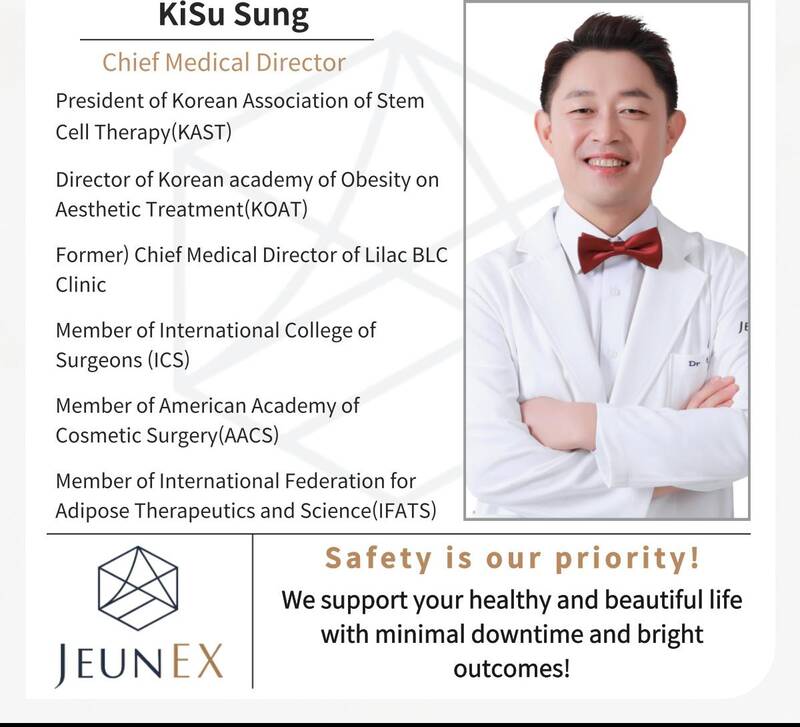 KiSu Sung
Chief Medical Director
President of Korean Association of Stem
Cell Therapy(KAST)
Director of Korean academy of Obesity on
Aesthetic Treatment(KOAT)
Former) Chief Medical Director of Lilac BLC
Clinic
Member of International College of
Surgeons (ICS)
Member of American Academy of
Cosmetic Surgery(AACS)
Member of International Federation for
Adipose Therapeutics and Science(IFATS)
JE
Dr
JEUNEX
Safety is our priority!
We support your healthy and beautiful life
with minimal downtime and bright
outcomes!